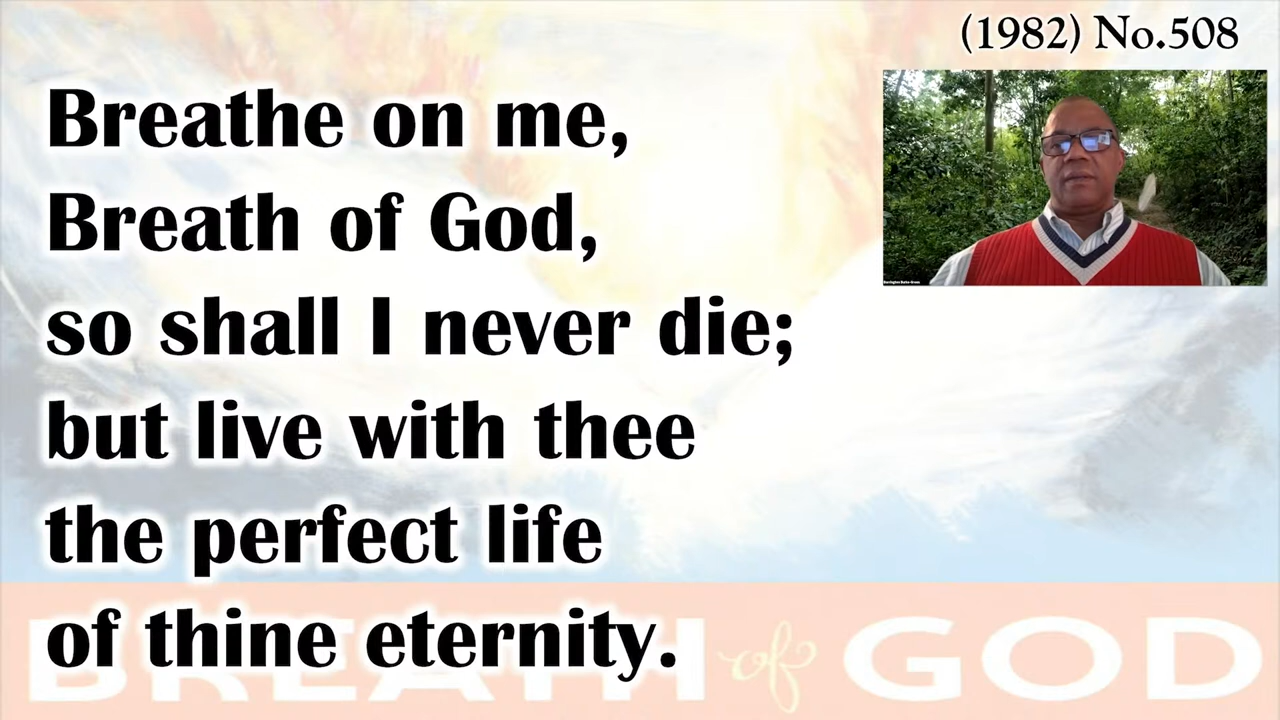 (1982) No.508
Breathe on me,
Breath of God,
so shall I never die;
but live with thee
the perfect life
of thine eternity.
BREATH of GOD